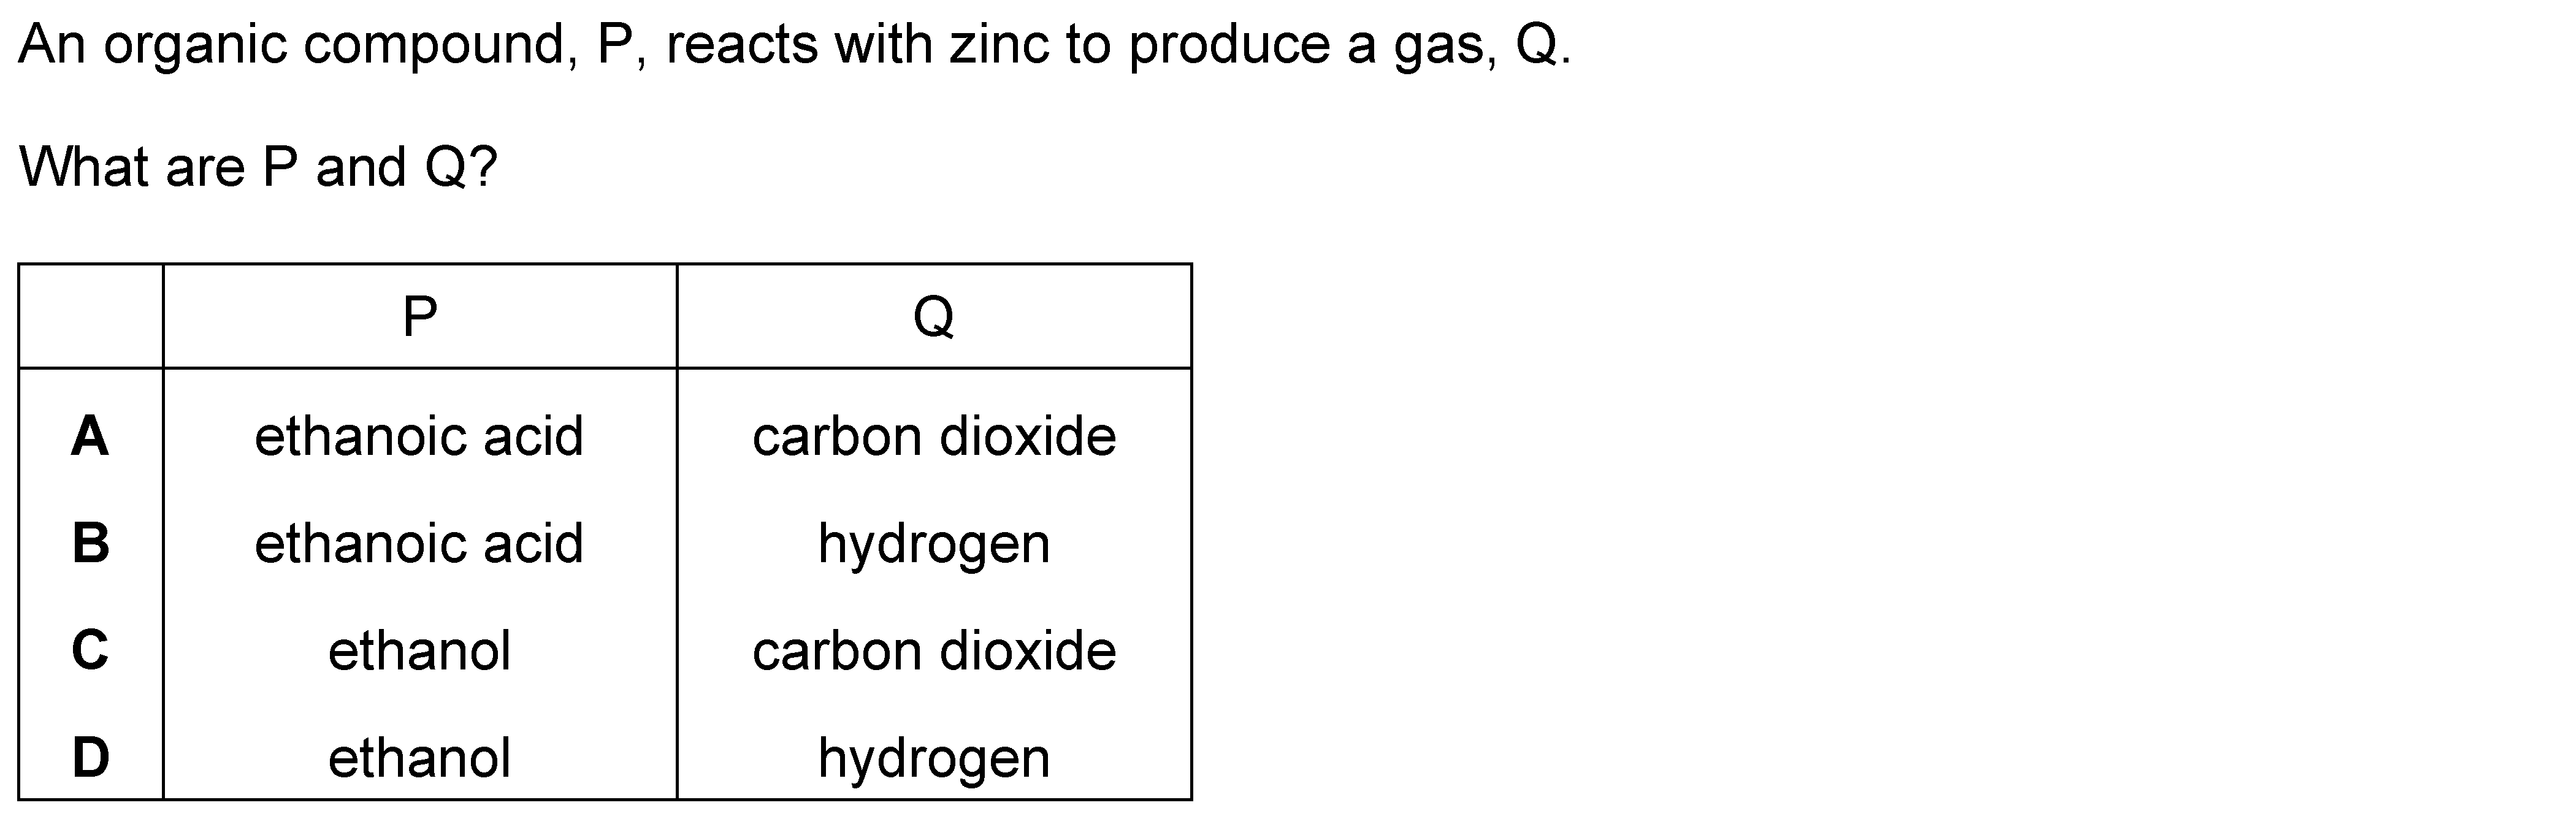 An organic compound, P, reacts with zinc to produce a gas, Q.
What are P and Q?
P Q
A ethanoic acid carbon dioxide
B ethanoic acid hydrogen
C ethanol carbon dioxide
D ethanol hydrogen